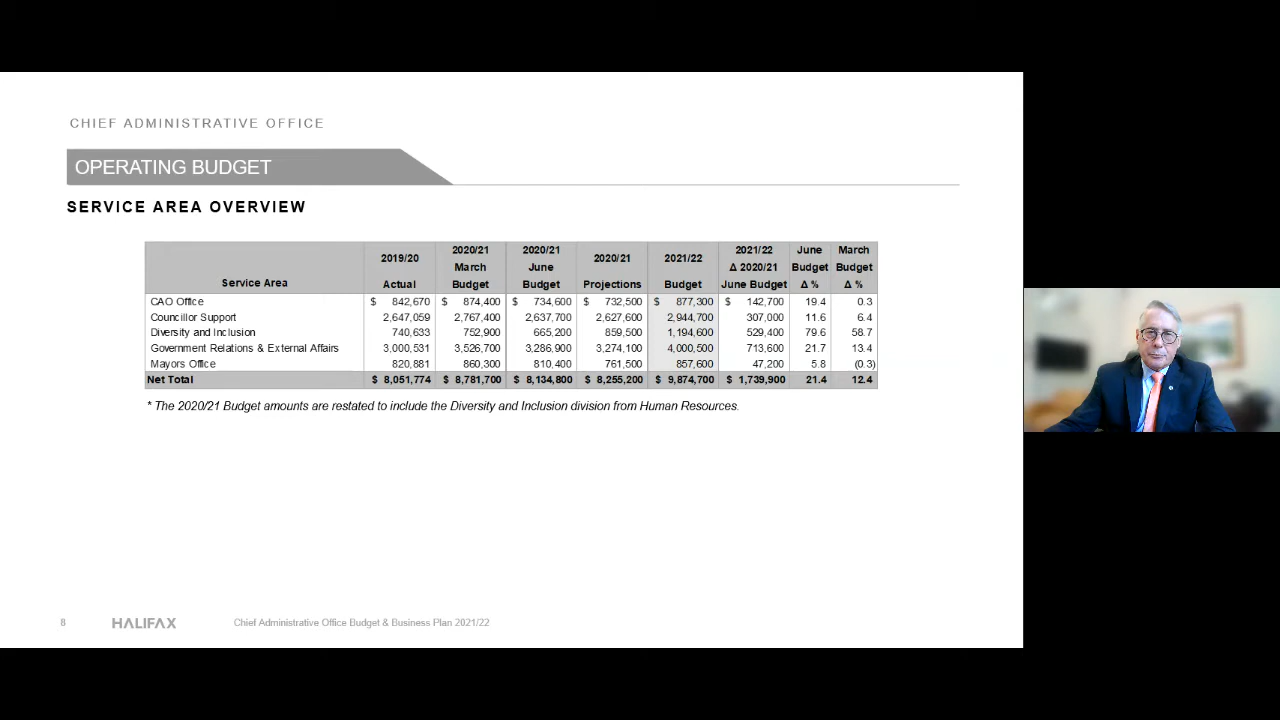 CHIEF ADMINISTRATIVE OFFICE
OPERATING BUDGET
SERVICE AREA OVERVIEW
Service Area 2019/20 Actual 2020/21 March Budget 2020/21 June Budget 2020/21 Projections 2021/22 Budget 2021/22 Δ 2020/21 June Budget June Budget Δ % March Budget Δ %
CAO Office $ 842,670 $ 874,400 $ 734,600 $ 732,500 $ 877,300 $ 142,700 19.4 0.3
Councillor Support 2,647,059 2,767,400 2,637,700 2,627,600 2,944,700 307,000 11.6 6.4
Diversity and Inclusion 740,633 752,900 665,200 859,500 1,194,600 529,400 79.6 58.7
Government Relations & External Affairs 3,000,531 3,526,700 3,286,900 3,274,100 4,000,500 713,600 21.7 13.4
Mayors Office 820,881 860,300 810,400 761,500 857,600 47,200 5.8 (0.3)
Net Total $ 8,051,774 $ 8,781,700 $ 8,134,800 $ 8,255,200 $ 9,874,700 $ 1,739,900 21.4 12.4
* The 2020/21 Budget amounts are restated to include the Diversity and Inclusion division from Human Resources.
8 HALIFAX Chief Administrative Office Budget & Business Plan 2021/22